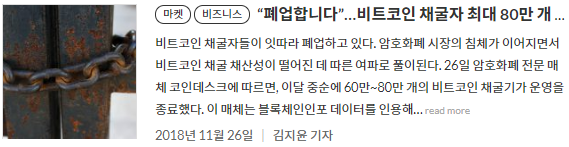 마켓 비즈니스 “폐업합니다”…비트코인 채굴자 최대 80만 개 ...
비트코인 채굴자들이 잇따라 폐업하고 있다. 암호화폐 시장의 침체가 이어지면서
비트코인 채굴 채산성이 떨어진 데 따른 여파로 풀이된다. 26일 암호화폐 전문 매
체 코인데스크에 따르면, 이달 중순에 60만~80만 개의 비트코인 채굴기가 운영을
종료했다. 이 매체는 블록체인인포 데이터를 인용해... read more
2018년 11월 26일 | 김지윤 기자